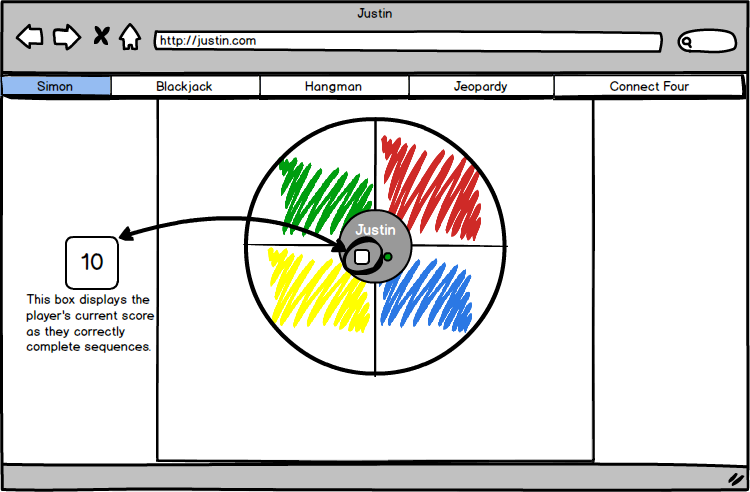 Justin
http://justin.com
Simon Blackjack Hangman Jeopardy Connect Four
Justin
10
This box displays the
player's current score
as they correctly
complete sequences.